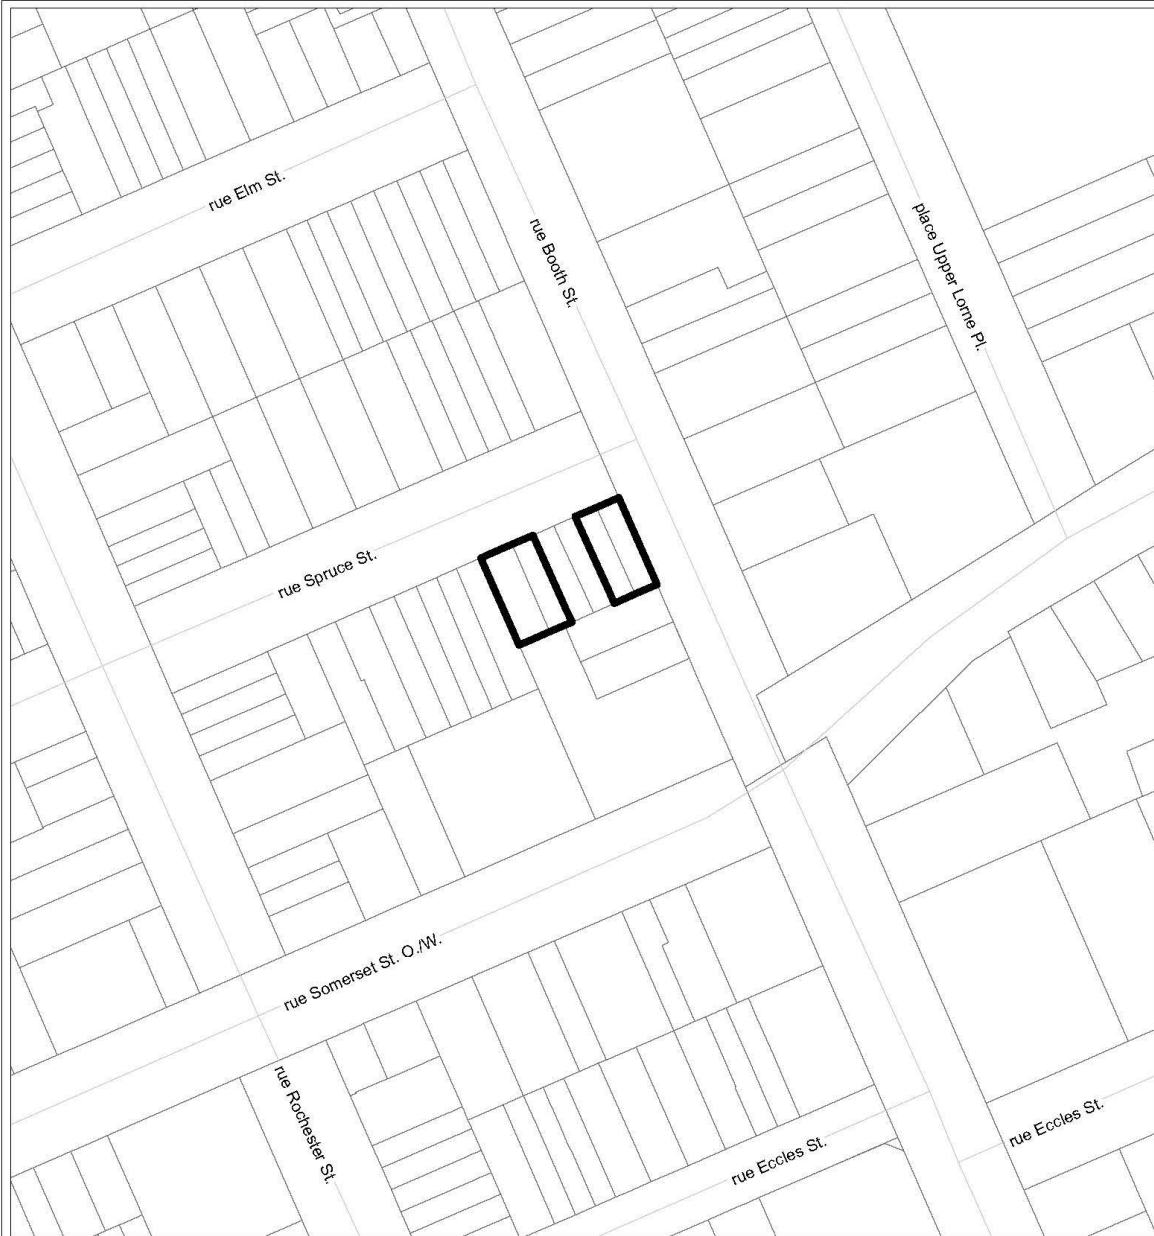 rue Elm St.
rue Booth St.
place Upper Lorne Pl.
rue Spruce St.
rue Somerset St. O./W.
rue Rochester St.
rue Eccles St.
rue Eccles St.